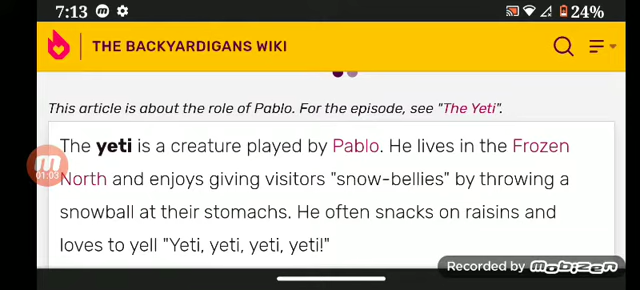 7:13 24%
THE BACKYARDIGANS WIKI
This article is about the role of Pablo. For the episode, see "The Yeti".
The yeti is a creature played by Pablo. He lives in the Frozen
North and enjoys giving visitors "snow-bellies" by throwing a
snowball at their stomachs. He often snacks on raisins and
loves to yell "Yeti, yeti, yeti, yeti!"
01:03
Recorded by mobizen